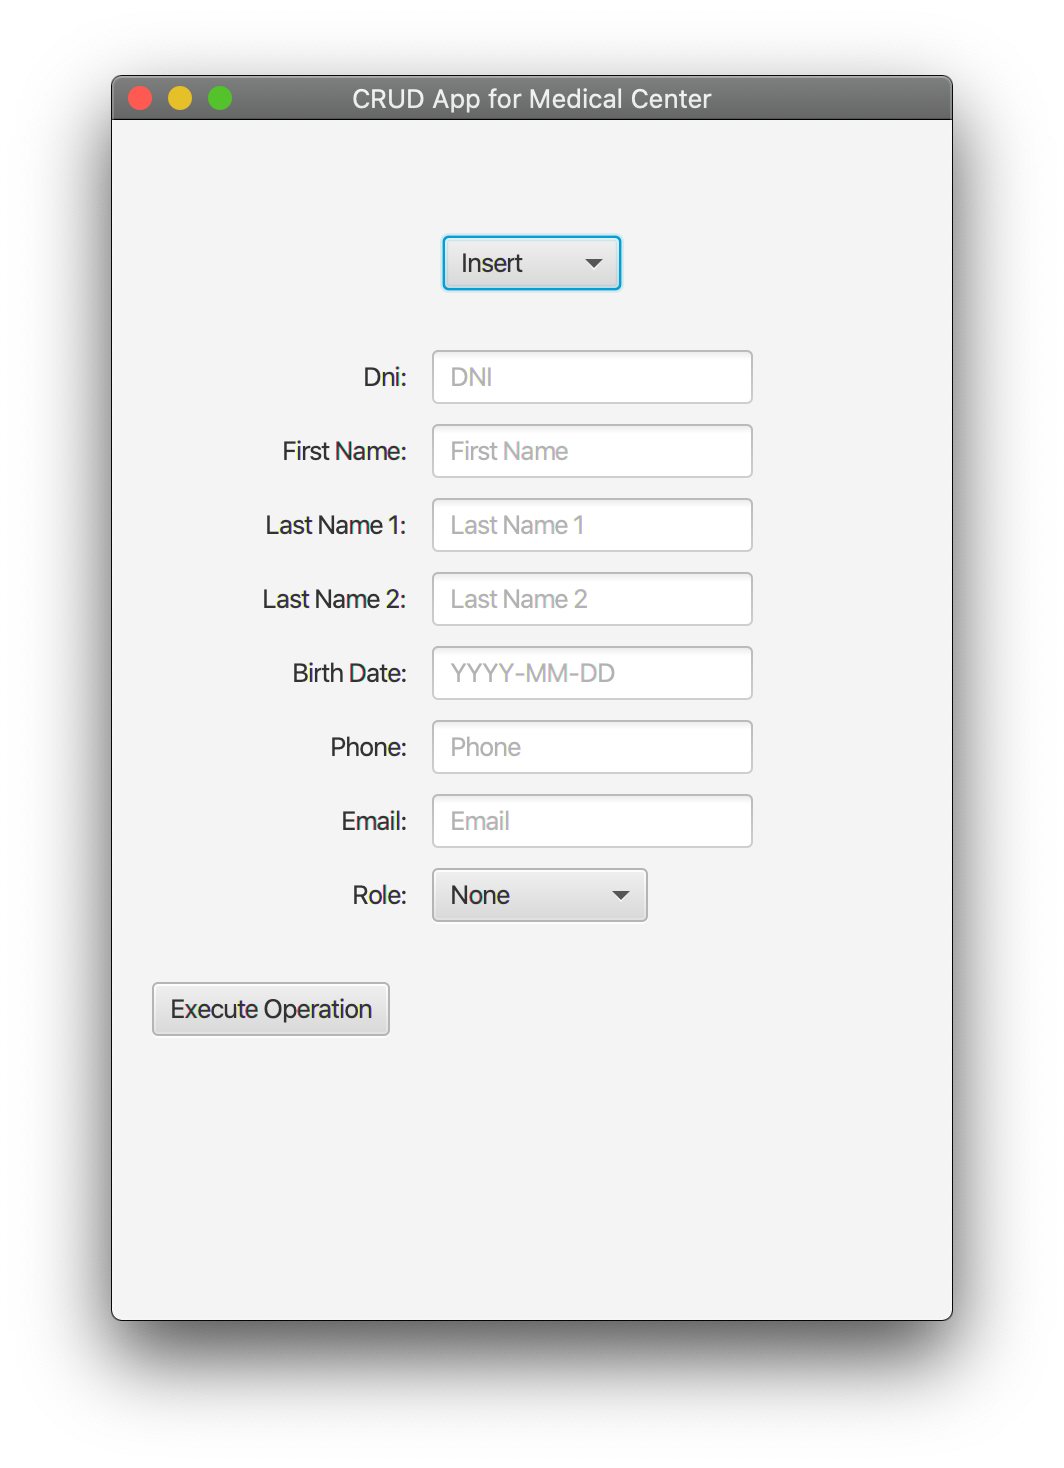 CRUD App for Medical Center
Insert
Dni: DNI
First Name: First Name
Last Name 1: Last Name 1
Last Name 2: Last Name 2
Birth Date: YYYY-MM-DD
Phone: Phone
Email: Email
Role: None
Execute Operation